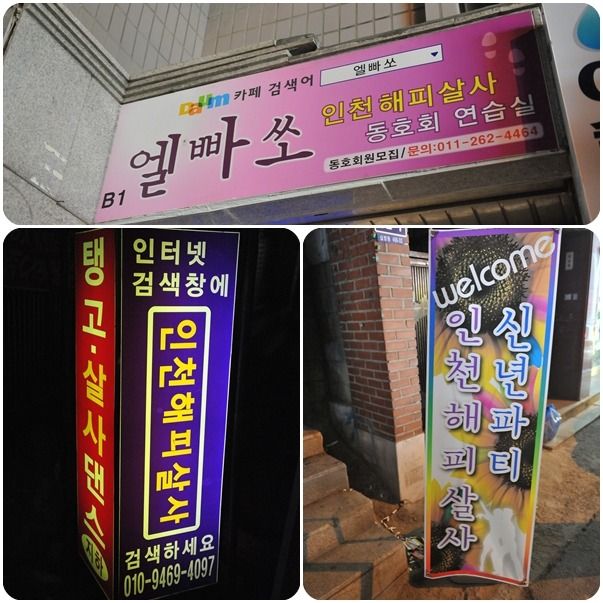 Daum 카페 검색어 엘빠쏘
엘빠쏘
인천해피살사
동호회 연습실
B1
동호회원모집/문의:011-262-4464
탱고·살사댄스
지하
인터넷
검색창에
인천해피살사
검색하세요
010-9469-4097
welcome
신년파티
인천해피살사